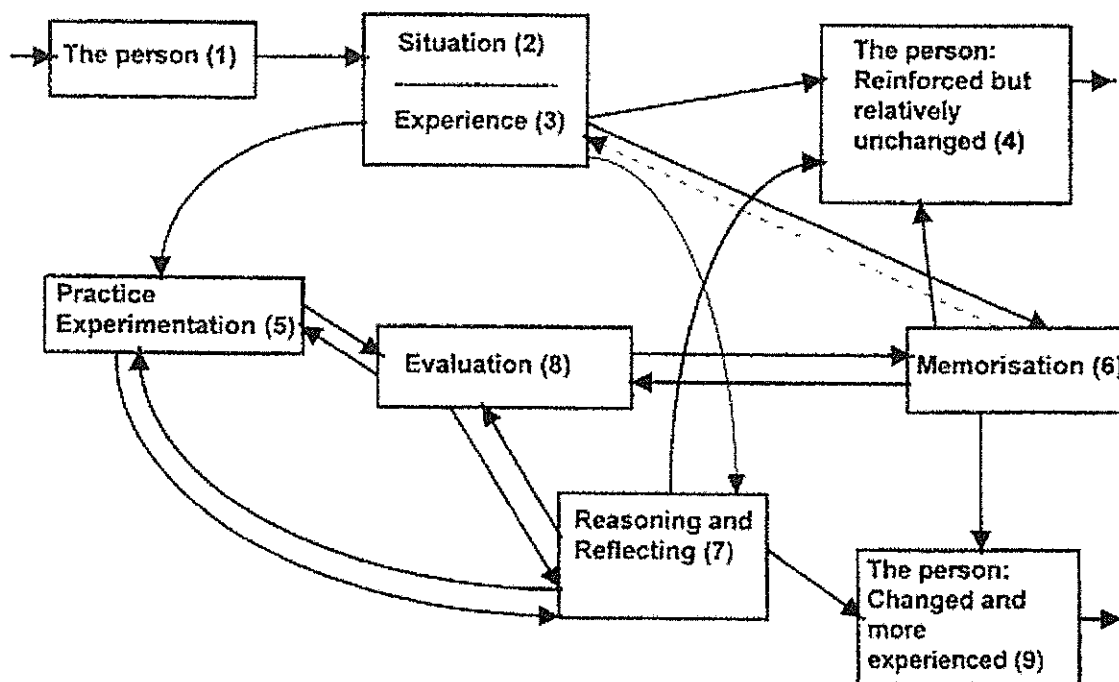 The person (1)
Situation (2)
Experience (3)
The person:
Reinforced but
relatively
unchanged (4)
Practice
Experimentation (5)
Evaluation (8)
Memorisation (6)
Reasoning and
Reflecting (7)
The person:
Changed and
more
experienced (9)